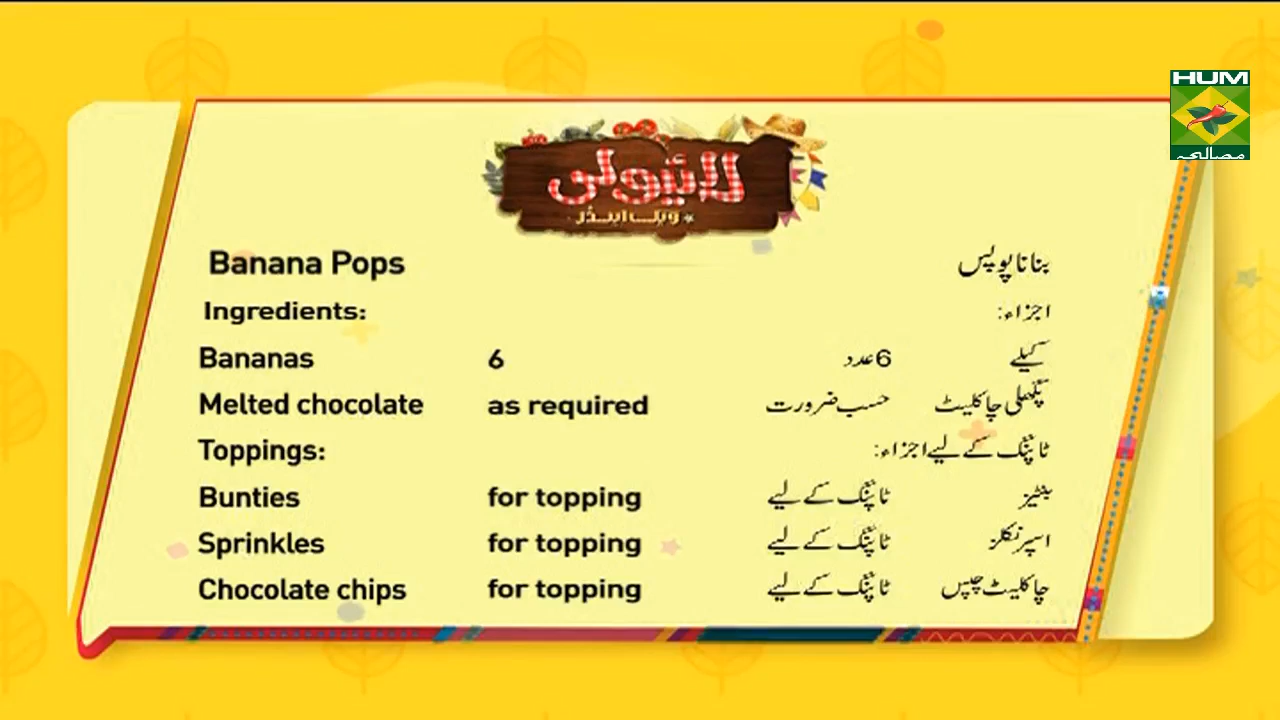 HUM
مصالحہ
لائیولی
ویک اینڈز
Banana Pops بنانا پوپس
Ingredients: اجزاء:
Bananas 6 کیلے 6 عدد
Melted chocolate as required پگھلی چاکلیٹ حسب ضرورت
Toppings: ٹاپنگ کے لیے اجزاء:
Bunties for topping بنٹیز ٹاپنگ کے لیے
Sprinkles for topping اسپرنکلز ٹاپنگ کے لیے
Chocolate chips for topping چاکلیٹ چپس ٹاپنگ کے لیے